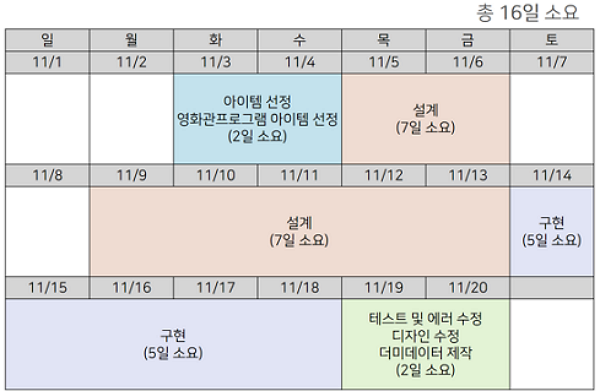 총 16일 소요
일 월 화 수 목 금 토
11/1 11/2 11/3 11/4 11/5 11/6 11/7
아이템 선정
영화관프로그램 아이템 선정
(2일 소요)
설계
(7일 소요)
11/8 11/9 11/10 11/11 11/12 11/13 11/14
설계
(7일 소요)
구현
(5일 소요)
11/15 11/16 11/17 11/18 11/19 11/20
구현
(5일 소요)
테스트 및 에러 수정
디자인 수정
더미데이터 제작
(2일 소요)